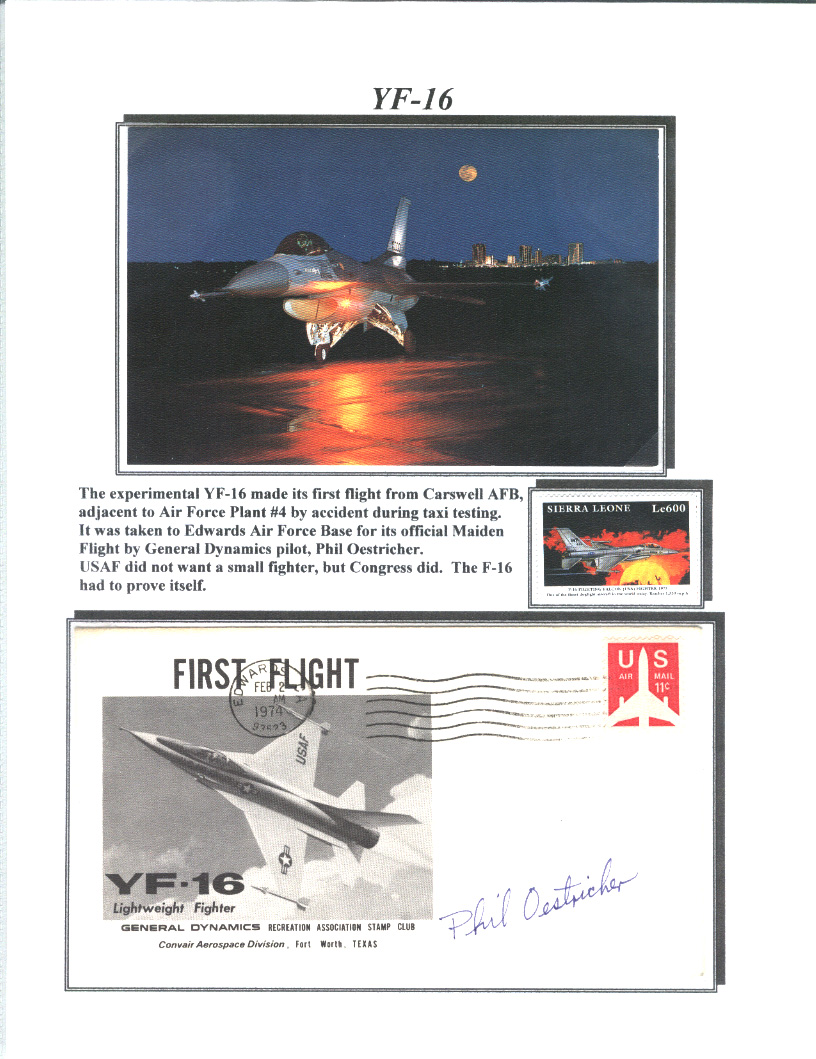 YF-16
The experimental YF-16 made its first flight from Carswell AFB,
adjacent to Air Force Plant #4 by accident during taxi testing.
It was taken to Edwards Air Force Base for its official Maiden
Flight by General Dynamics pilot, Phil Oestricher.
USAF did not want a small fighter, but Congress did.  The F-16
had to prove itself.
SIERRA LEONE Le600
FIRST FLIGHT
EDWARDS CA
FEB 2
AM
1974
US
AIR MAIL
11¢
USAF
YF-16
Lightweight Fighter
GENERAL DYNAMICS RECREATION ASSOCIATION STAMP CLUB
Convair Aerospace Division, Fort Worth, TEXAS
Phil Oestricher